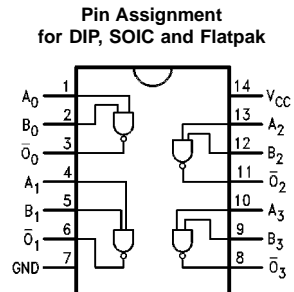 Pin Assignment
for DIP, SOIC and Flatpak
A0 1
B0 2
O̅0 3
A1 4
B1 5
O̅1 6
GND 7
14 VCC
13 A2
12 B2
11 O̅2
10 A3
9 B3
8 O̅3